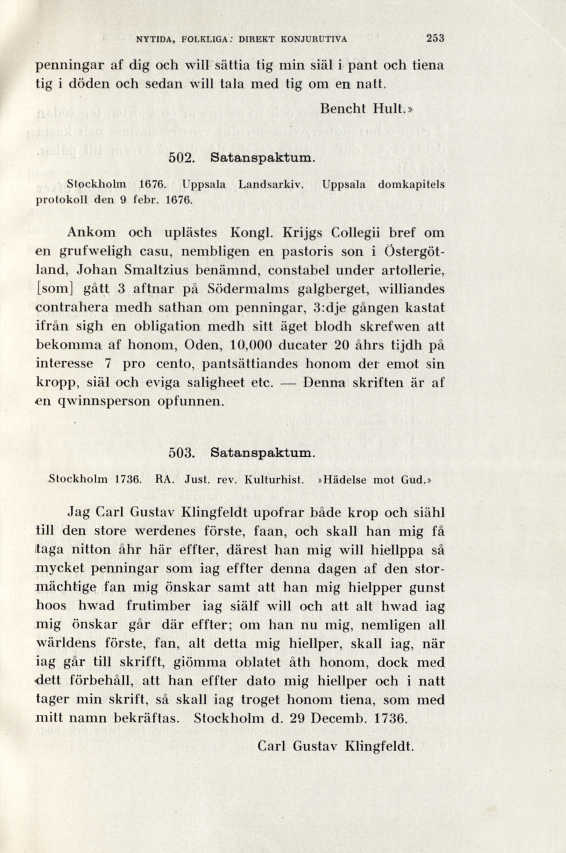 NYTIDA, FOLKLIGA: DIREKT KONJURUTIVA 253
penningar af dig och will sättia tig min siäl i pant och tiena
tig i döden och sedan will tala med tig om en natt.
Bencht Hult.»
502. Satanspaktum.
Stockholm 1676. Uppsala Landsarkiv. Uppsala domkapitels
protokoll den 9 febr. 1676.
Ankom och uplästes Kongl. Krijgs Collegii bref om
en grufweligh casu, nembligen en pastoris son i Östergöt-
land, Johan Smaltzius benämnd, constabel under artollerie,
[som] gått 3 aftnar på Södermalms galgberget, williandes
contrahera medh sathan om penningar, 3:dje gången kastat
ifrån sigh en obligation medh sitt äget blodh skrefwen att
bekomma af honom, Oden, 10,000 ducater 20 åhrs tijdh på
interesse 7 pro cento, pantsättiandes honom der emot sin
kropp, siäl och eviga saligheet etc. — Denna skriften är af
en qwinnsperson opfunnen.
503. Satanspaktum.
Stockholm 1736. RA. Just. rev. Kulturhist. »Hädelse mot Gud.»
Jag Carl Gustav Klingfeldt upofrar både krop och siähl
till den store werdenes förste, faan, och skall han mig få
taga nitton åhr här effter, därest han mig will hiellppa så
mycket penningar som iag effter denna dagen af den stor-
mächtige fan mig önskar samt att han mig hielpper gunst
hoos hwad frutimber iag siälf will och att alt hwad iag
mig önskar går där effter; om han nu mig, nemligen all
wärldens förste, fan, alt detta mig hiellper, skall iag, när
iag går till skrifft, giömma oblatet åth honom, dock med
dett förbehåll, att han effter dato mig hiellper och i natt
tager min skrift, så skall iag troget honom tiena, som med
mitt namn bekräftas. Stockholm d. 29 Decemb. 1736.
Carl Gustav Klingfeldt.